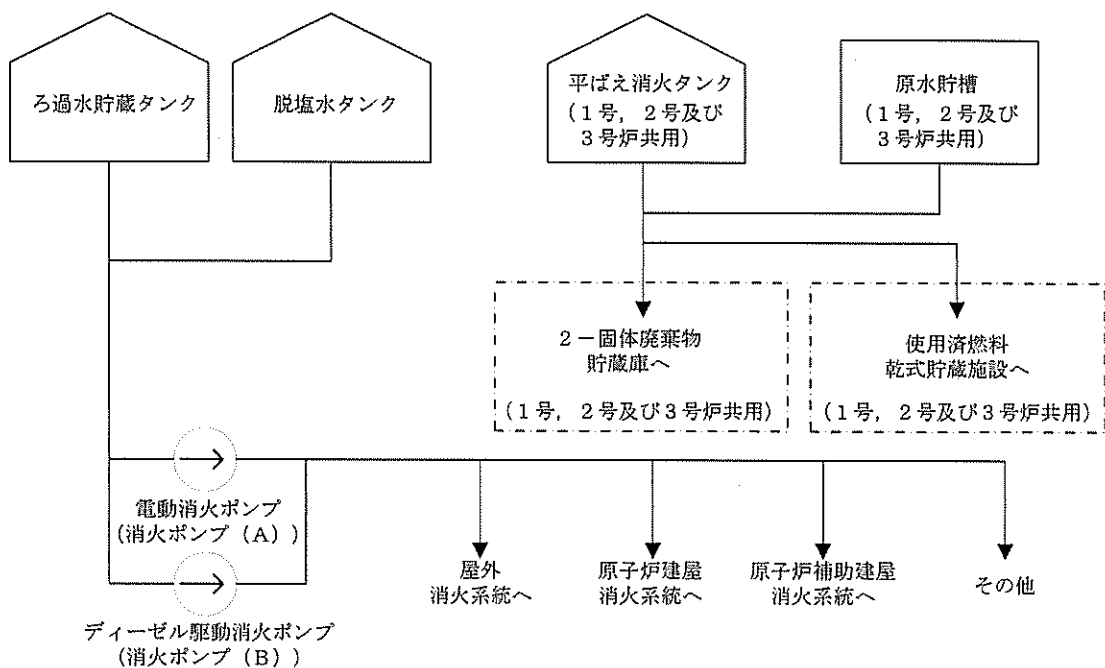 ろ過水貯蔵タンク
脱塩水タンク
平ばえ消火タンク
(1号，2号及び
3号炉共用)
原水貯槽
(1号，2号及び
3号炉共用)
2－固体廃棄物
貯蔵庫へ
(1号，2号及び3号炉共用)
使用済燃料
乾式貯蔵施設へ
(1号，2号及び3号炉共用)
電動消火ポンプ
(消火ポンプ（A））
ディーゼル駆動消火ポンプ
(消火ポンプ（B））
屋外
消火系統へ
原子炉建屋
消火系統へ
原子炉補助建屋
消火系統へ
その他